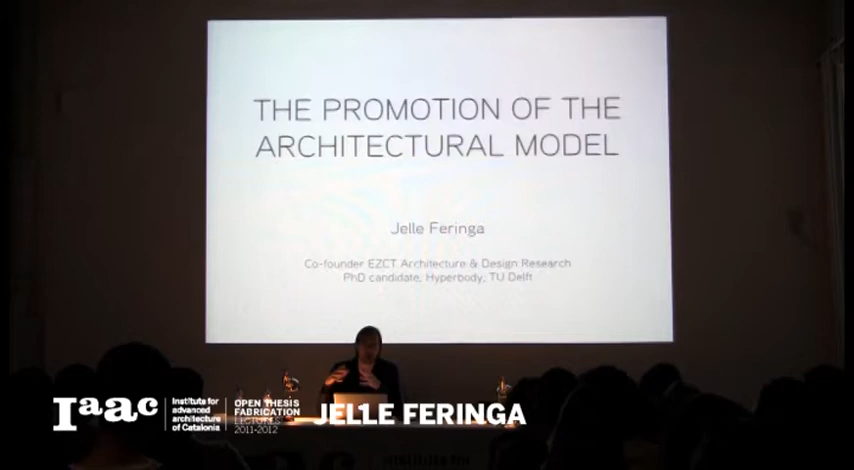 THE PROMOTION OF THE
ARCHITECTURAL MODEL
Jelle Feringa
Co-founder EZCT Architecture & Design Research
PhD candidate, Hyperbody, TU Delft
Iaac
Institute for
advanced
architecture
of Catalonia
OPEN THESIS
FABRICATION
LECTURES
2011-2012
JELLE FERINGA